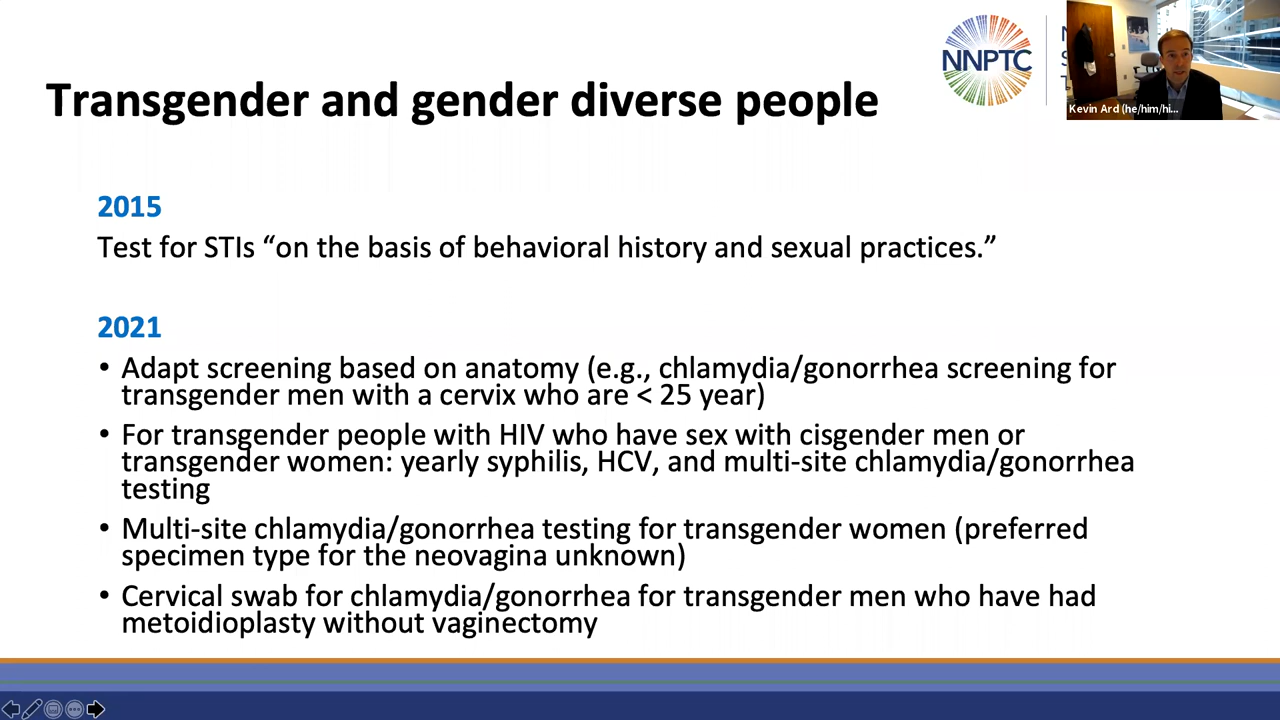 NNPTC
N
S
T
Kevin Ard (he/him/hi...
Transgender and gender diverse people
2015
Test for STIs “on the basis of behavioral history and sexual practices.”
2021
• Adapt screening based on anatomy (e.g., chlamydia/gonorrhea screening for
transgender men with a cervix who are < 25 year)
• For transgender people with HIV who have sex with cisgender men or
transgender women: yearly syphilis, HCV, and multi-site chlamydia/gonorrhea
testing
• Multi-site chlamydia/gonorrhea testing for transgender women (preferred
specimen type for the neovagina unknown)
• Cervical swab for chlamydia/gonorrhea for transgender men who have had
metoidioplasty without vaginectomy